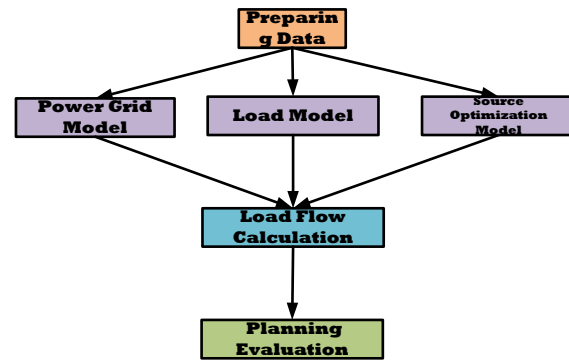 Preparin
g Data
Power Grid
Model
Load Model
Source
Optimization
Model
Load Flow
Calculation
Planning
Evaluation